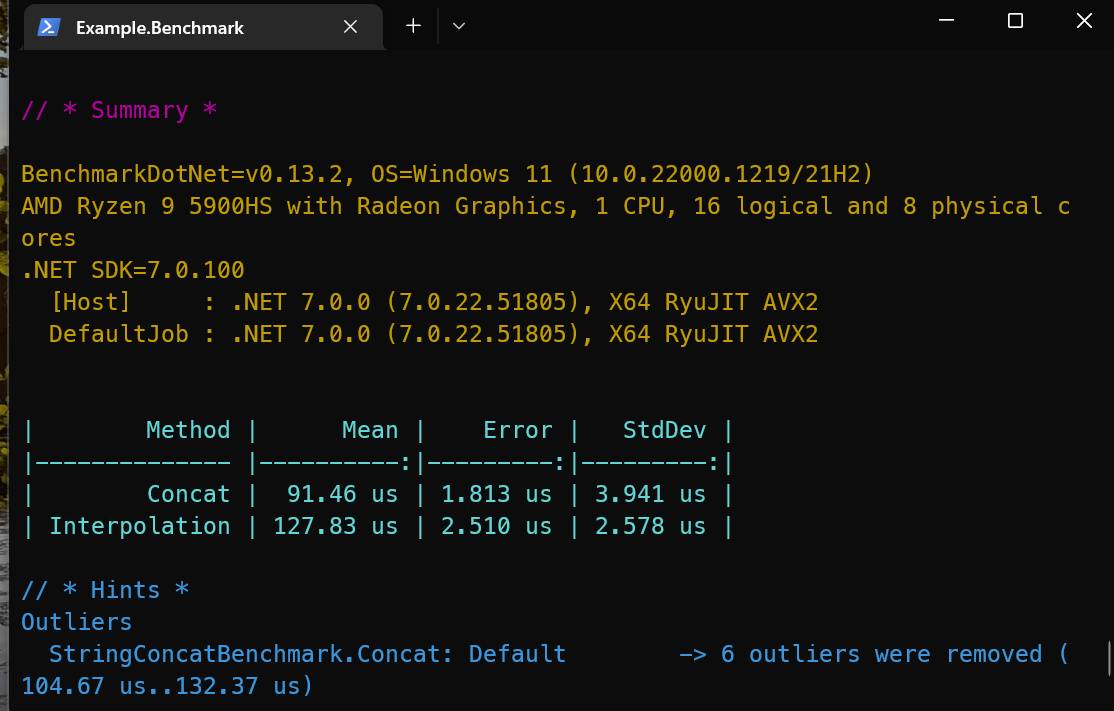 Example.Benchmark
// * Summary *
BenchmarkDotNet=v0.13.2, OS=Windows 11 (10.0.22000.1219/21H2)
AMD Ryzen 9 5900HS with Radeon Graphics, 1 CPU, 16 logical and 8 physical c
ores
.NET SDK=7.0.100
  [Host]     : .NET 7.0.0 (7.0.22.51805), X64 RyuJIT AVX2
  DefaultJob : .NET 7.0.0 (7.0.22.51805), X64 RyuJIT AVX2
|        Method |      Mean |    Error |   StdDev |
|-------------- |----------:|---------:|---------:|
|        Concat |  91.46 us | 1.813 us | 3.941 us |
| Interpolation | 127.83 us | 2.510 us | 2.578 us |
// * Hints *
Outliers
  StringConcatBenchmark.Concat: Default        -> 6 outliers were removed (
104.67 us..132.37 us)